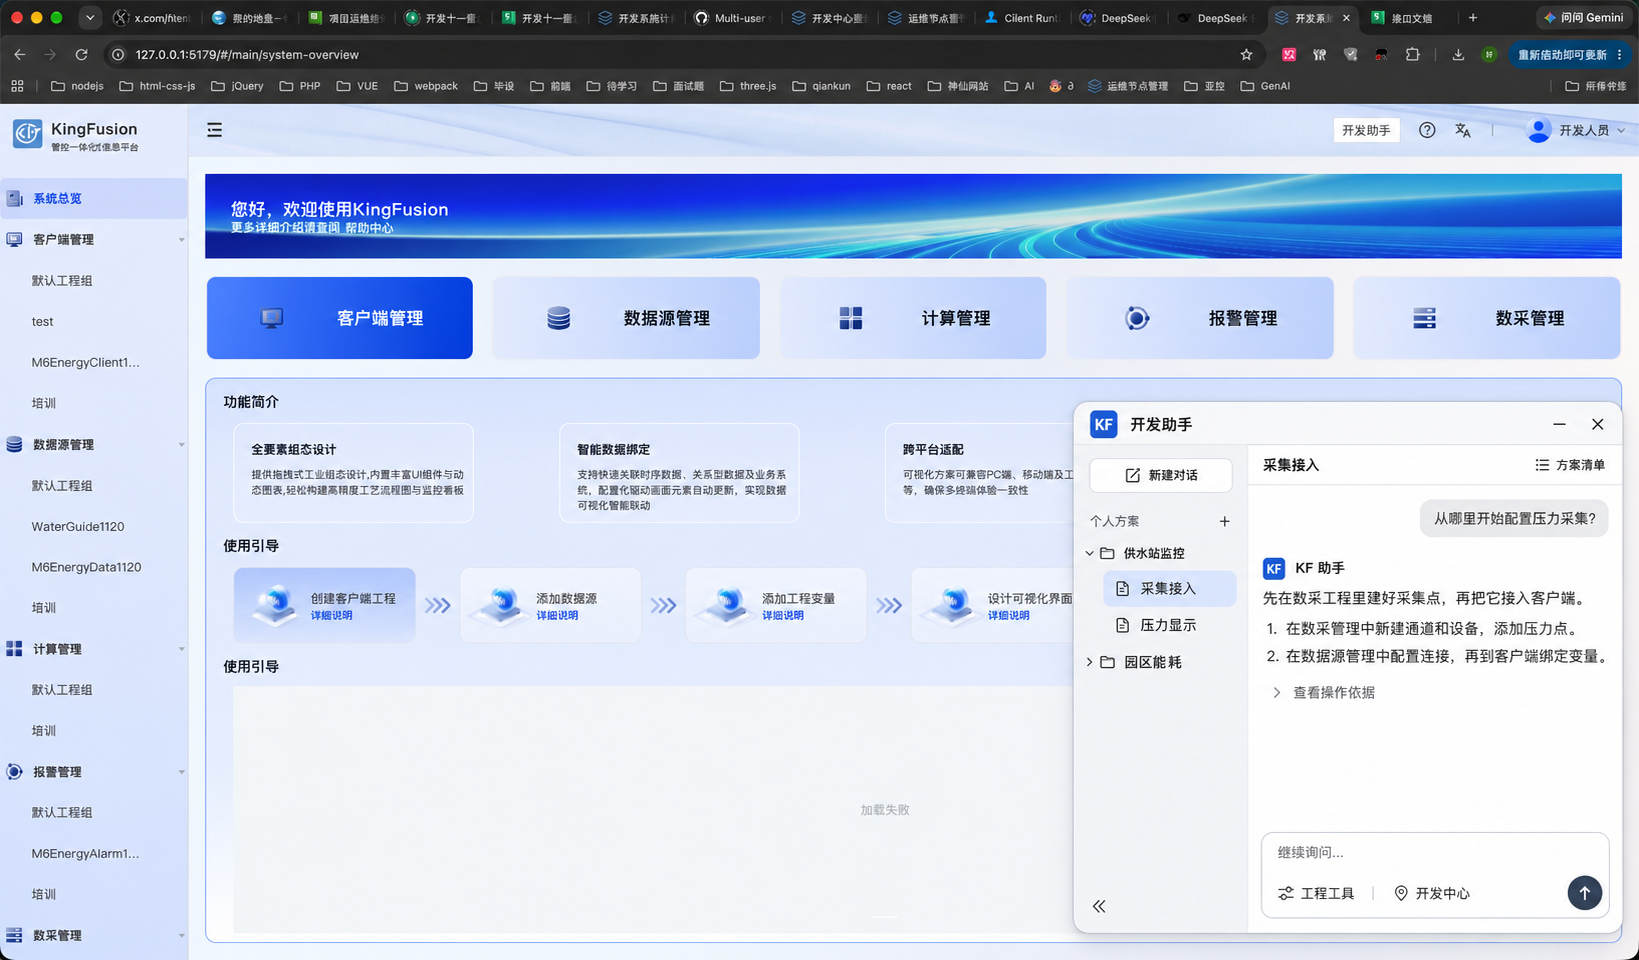 x.com/
Multi-user
Cilent Runt
DeepSeek
DeepSeek
问问 Gemini
127.0.0.1:5179/#/main/system-overview
nodejs
html-css-js
jQuery
PHP
VUE
webpack
毕设
前端
待学习
面试题
three.js
qiankun
react
神仙网站
AI
运维节点管理
亚控
GenAI
KingFusion
开发助手
开发人员
系统总览
客户端管理
默认工程组
test
M6EnergyClient1...
培训
数据源管理
默认工程组
WaterGuide1120
M6EnergyData1120
培训
计算管理
默认工程组
培训
报警管理
默认工程组
M6EnergyAlarm1...
培训
数采管理
您好，欢迎使用KingFusion
更多详细介绍请查阅 帮助中心
客户端管理
数据源管理
计算管理
报警管理
数采管理
功能简介
全要素组态设计
提供拖拽式工业组态设计,内置丰富UI组件与动
态图表,轻松构建高精度工艺流程图与监控看板
智能数据绑定
支持快速关联时序数据、关系型数据及业务系
统，配置化驱动画面元素自动更新，实现数据
可视化智能联动
跨平台适配
可视化方案可兼容PC端、移动端及工
等，确保多终端体验一致性
使用引导
创建客户端工程
详细说明
添加数据源
详细说明
添加工程变量
详细说明
设计可视化界面
详细说明
使用引导
加载失败
KF 开发助手
新建对话
个人方案
供水站监控
采集接入
压力显示
园区能耗
采集接入
方案清单
从哪里开始配置压力采集?
KF KF 助手
先在数采工程里建好采集点，再把它接入客户端。
1. 在数采管理中新建通道和设备，添加压力点。
2. 在数据源管理中配置连接，再到客户端绑定变量。
查看操作依据
继续询问...
工程工具
开发中心